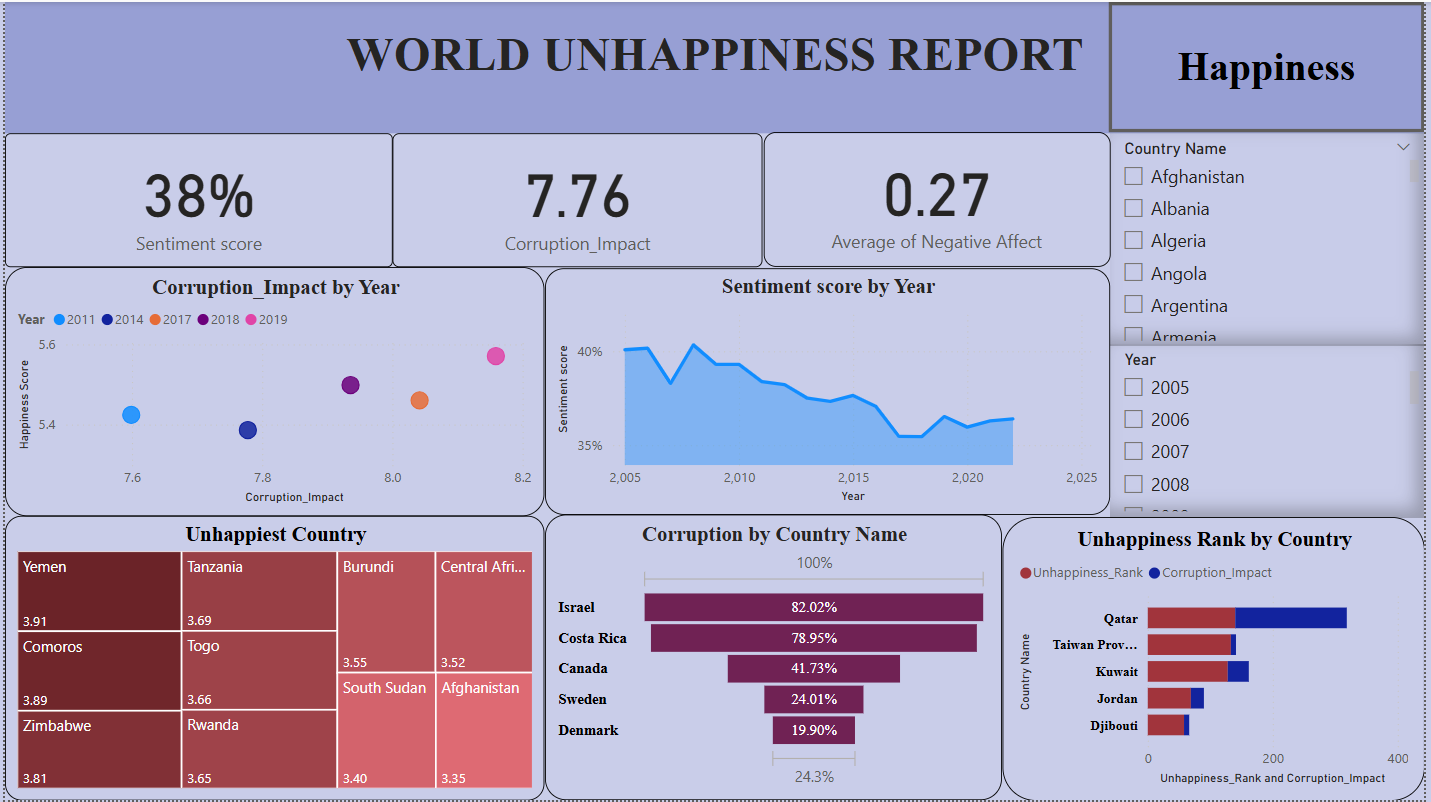 WORLD UNHAPPINESS REPORT
Happiness
38%
Sentiment score
7.76
Corruption_Impact
0.27
Average of Negative Affect
Country Name
Afghanistan
Albania
Algeria
Angola
Argentina
Armenia
Year
2005
2006
2007
2008
Corruption_Impact by Year
Year 2011 2014 2017 2018 2019
Happiness Score
5.6
5.4
7.6 7.8 8.0 8.2
Corruption_Impact
Sentiment score by Year
Sentiment score
40%
35%
2,005 2,010 2,015 2,020 2,025
Year
Unhappiest Country
Yemen
3.91
Comoros
3.89
Zimbabwe
3.81
Tanzania
3.69
Togo
3.66
Rwanda
3.65
Burundi
3.55
South Sudan
3.40
Central Afri...
3.52
Afghanistan
3.35
Corruption by Country Name
100%
Israel 82.02%
Costa Rica 78.95%
Canada 41.73%
Sweden 24.01%
Denmark 19.90%
24.3%
Unhappiness Rank by Country
Unhappiness_Rank Corruption_Impact
Country Name
Qatar
Taiwan Prov...
Kuwait
Jordan
Djibouti
0 200 400
Unhappiness_Rank and Corruption_Impact